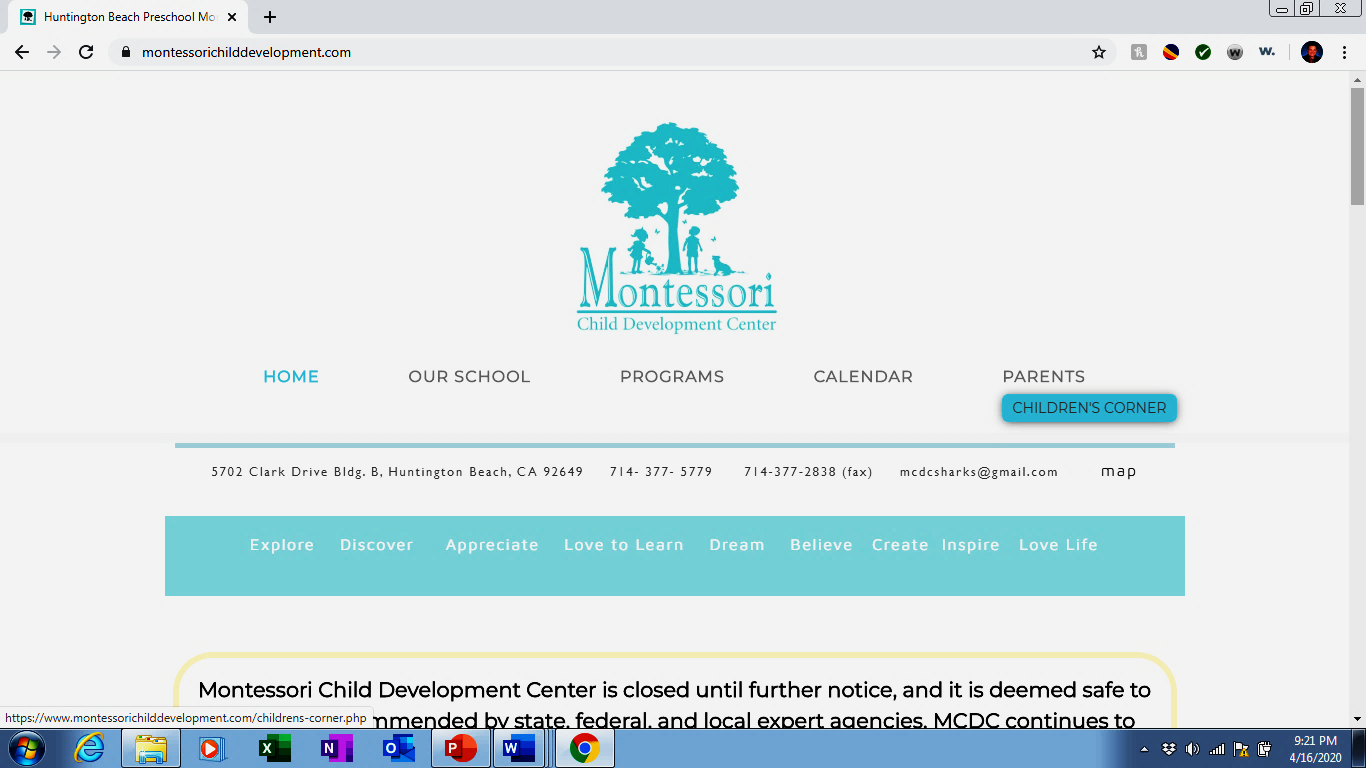 Huntington Beach Preschool Mo
montessorichilddevelopment.com
Montessori
Child Development Center
HOME OUR SCHOOL PROGRAMS CALENDAR PARENTS
CHILDREN'S CORNER
5702 Clark Drive Bldg. B, Huntington Beach, CA 92649 714- 377- 5779 714-377-2838 (fax) mcdcsharks@gmail.com map
Explore Discover Appreciate Love to Learn Dream Believe Create Inspire Love Life
Montessori Child Development Center is closed until further notice, and it is deemed safe to
mmended by state, federal, and local expert agencies. MCDC continues to
https://www.montessorichilddevelopment.com/childrens-corner.php
9:21 PM
4/16/2020